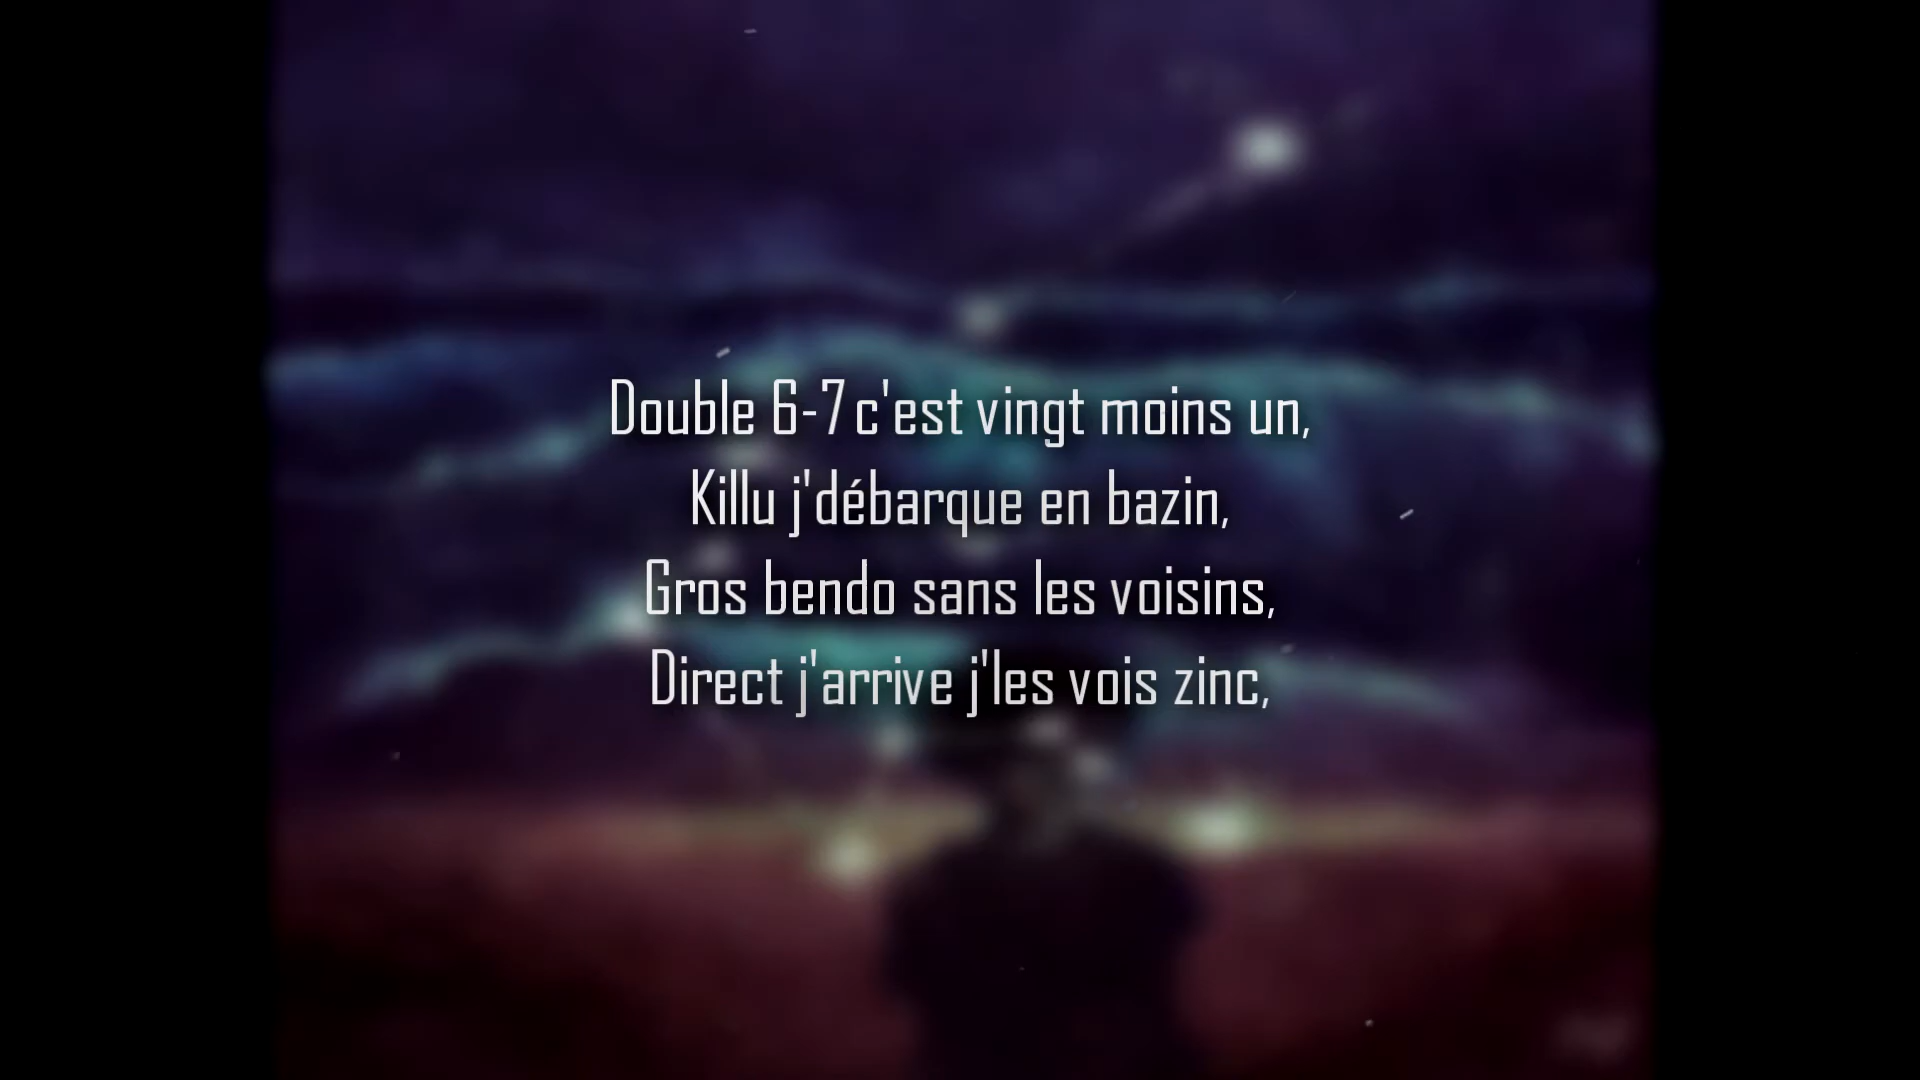 Double 6-7 c'est vingt moins un,
Killu j'débarque en bazin,
Gros bendo sans les voisins,
Direct j'arrive j'les vois zinc,